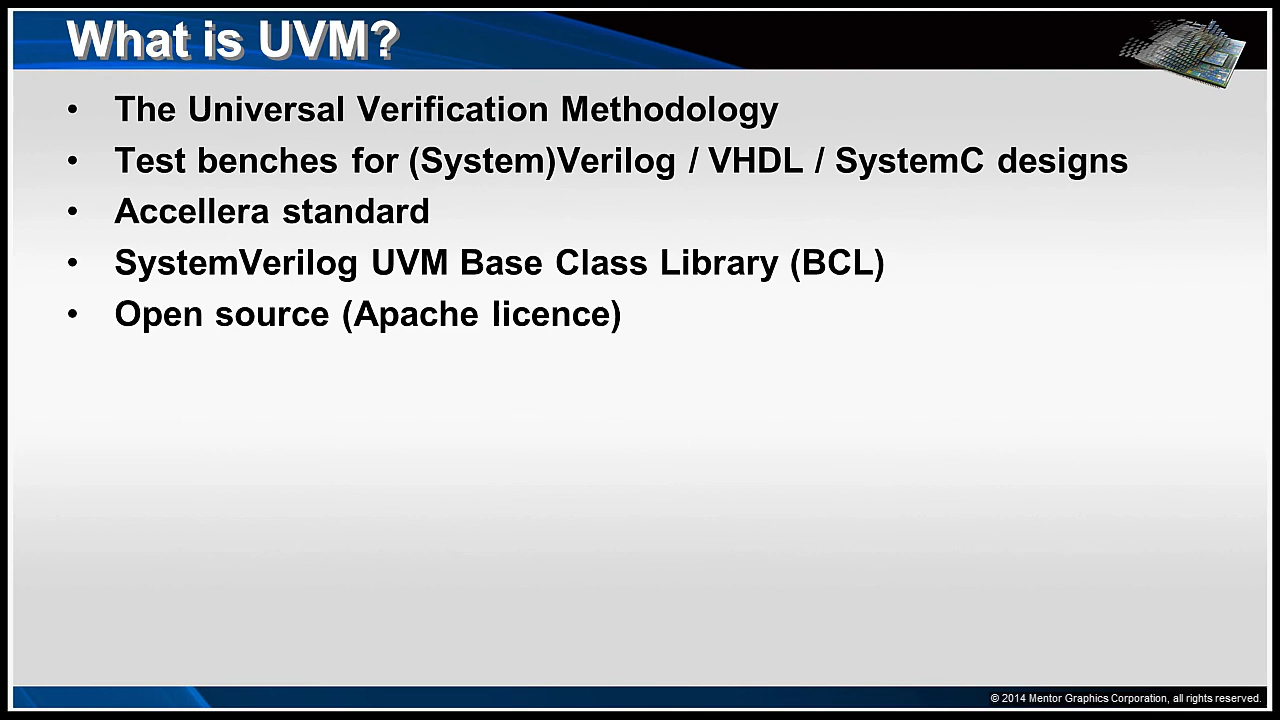 What is UVM?
• The Universal Verification Methodology
• Test benches for (System)Verilog / VHDL / SystemC designs
• Accellera standard
• SystemVerilog UVM Base Class Library (BCL)
• Open source (Apache licence)
© 2014 Mentor Graphics Corporation, all rights reserved.